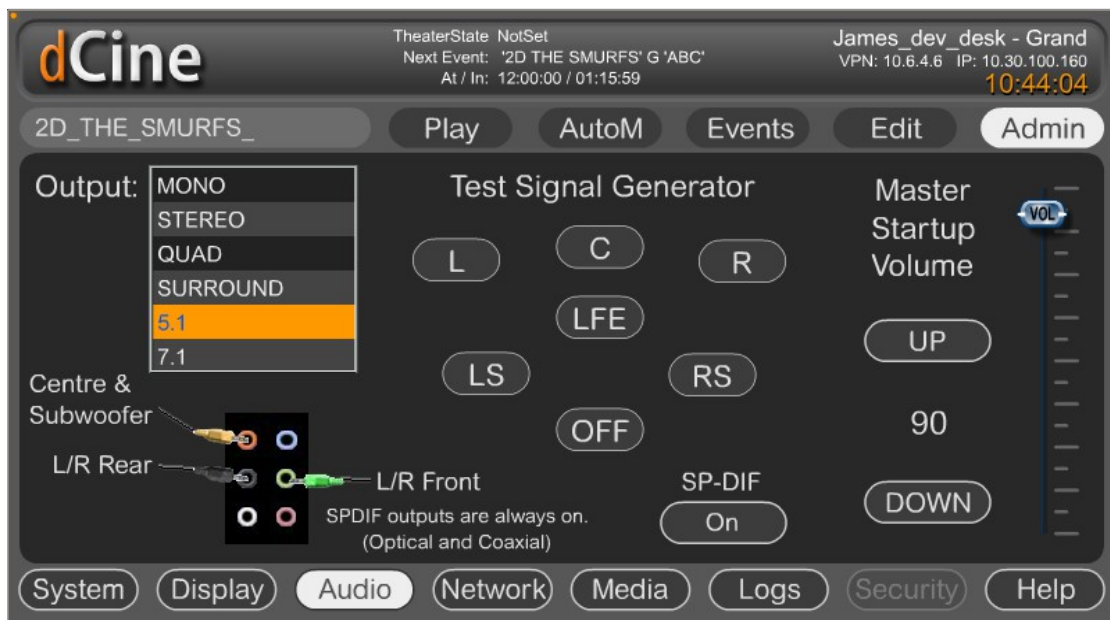 dCine
TheaterState NotSet
Next Event: '2D THE SMURFS' G 'ABC'
At / In: 12:00:00 / 01:15:59
James_dev_desk - Grand
VPN: 10.6.4.6 IP: 10.30.100.160
10:44:04
2D_THE_SMURFS_
Play
AutoM
Events
Edit
Admin
Output:
MONO
STEREO
QUAD
SURROUND
5.1
7.1
Test Signal Generator
L
C
R
LFE
LS
RS
OFF
Master
Startup
Volume
VOL
UP
90
DOWN
Centre &
Subwoofer
L/R Rear
L/R Front
SPDIF outputs are always on.
(Optical and Coaxial)
SP-DIF
On
System
Display
Audio
Network
Media
Logs
Security
Help